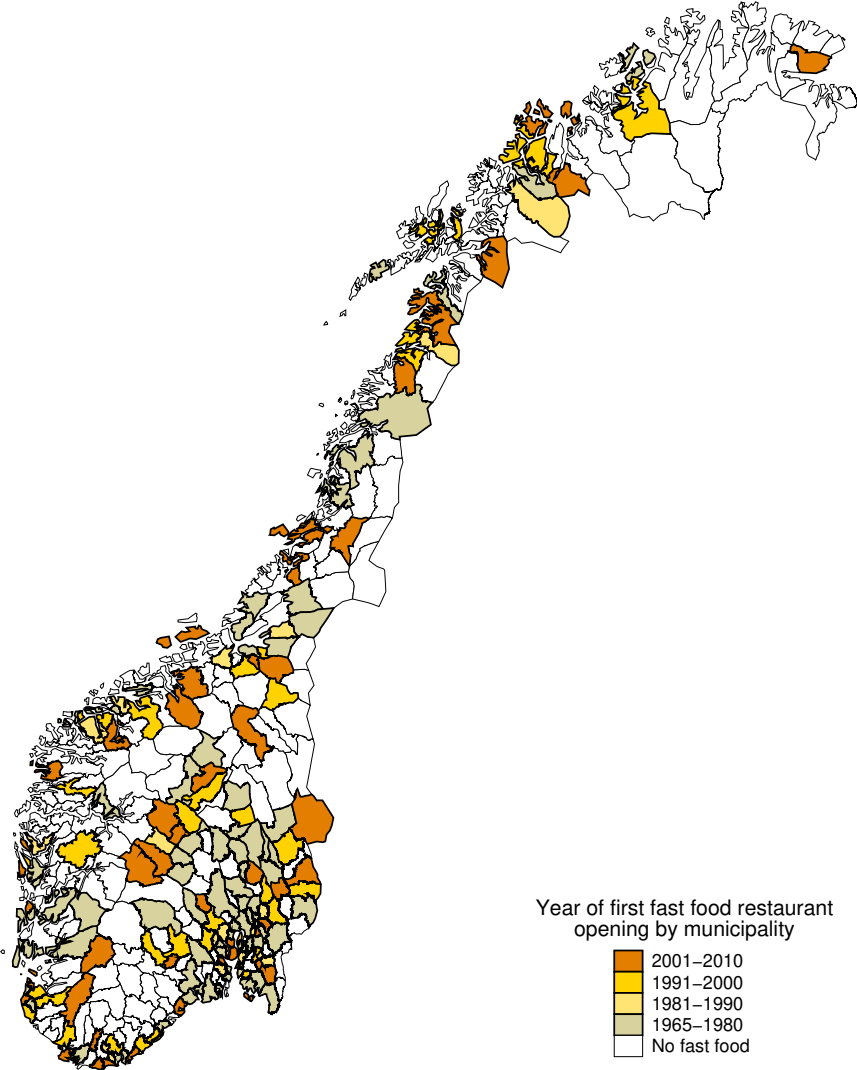 Year of first fast food restaurant
opening by municipality
2001−2010
1991−2000
1981−1990
1965−1980
No fast food